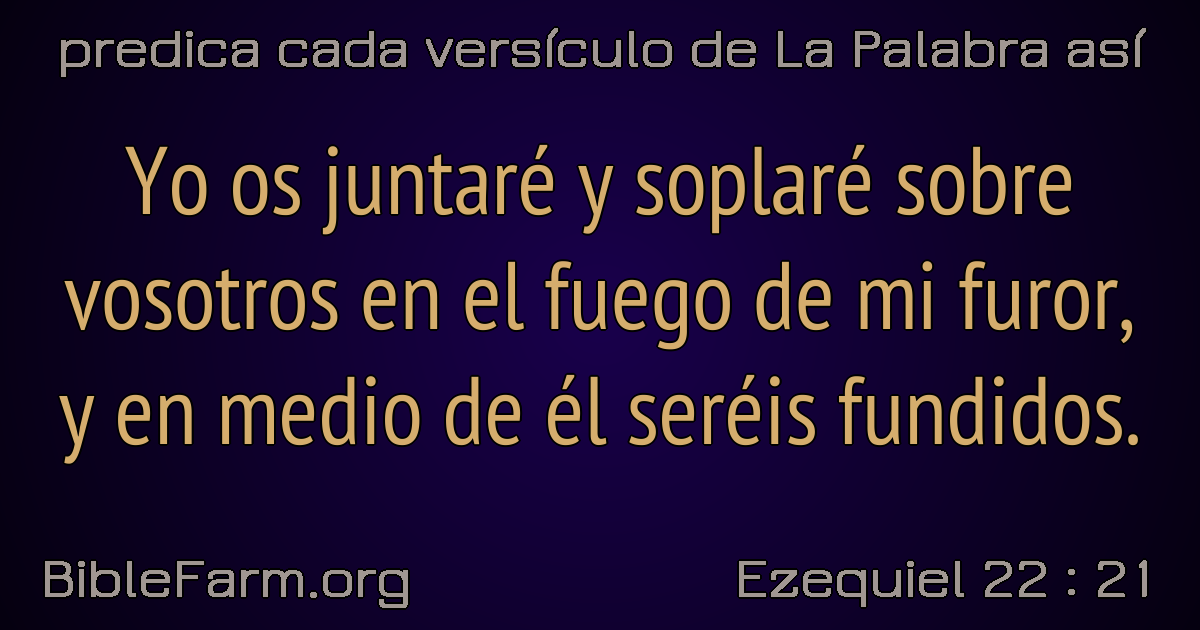 predica cada versículo de La Palabra así
Yo os juntaré y soplaré sobre
vosotros en el fuego de mi furor,
y en medio de él seréis fundidos.
BibleFarm.org
Ezequiel 22 : 21